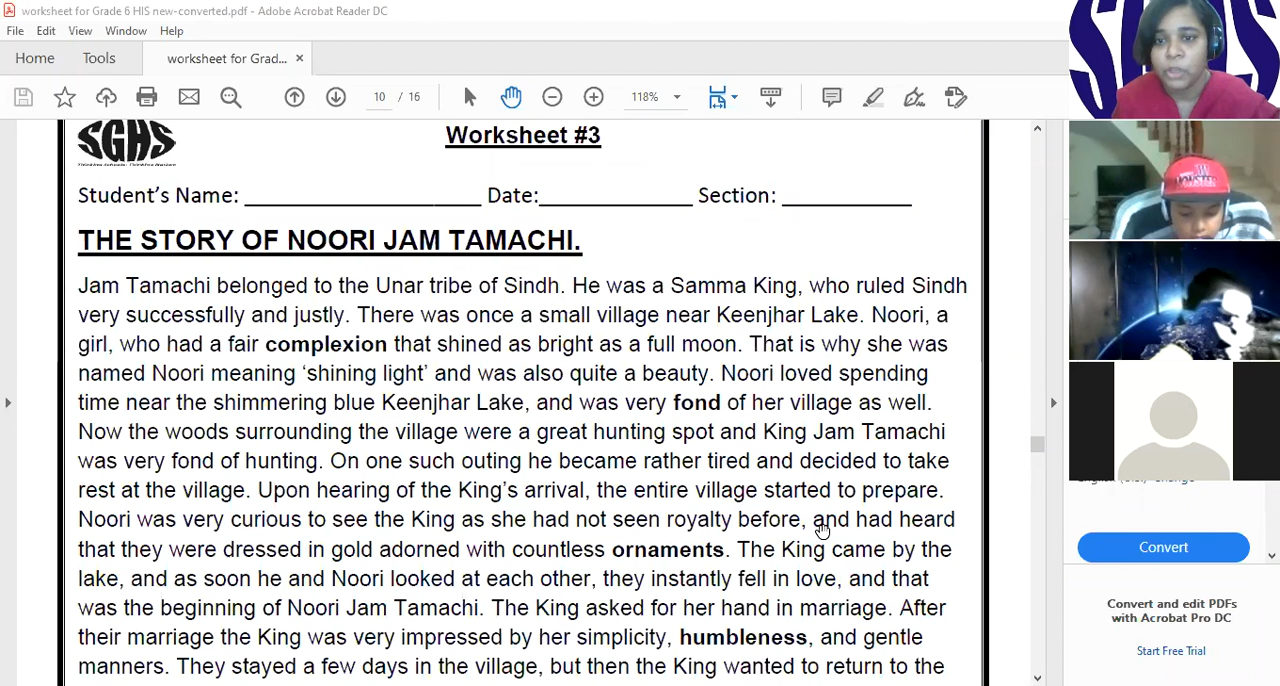 worksheet for Grade 6 HIS new-converted.pdf - Adobe Acrobat Reader DC
File Edit View Window Help
Home Tools worksheet for Grad... ×
10 / 16 118%
SGHS
Worksheet #3
Student's Name: ______________________ Date:______________ Section: ____________
THE STORY OF NOORI JAM TAMACHI.
Jam Tamachi belonged to the Unar tribe of Sindh. He was a Samma King, who ruled Sindh
very successfully and justly. There was once a small village near Keenjhar Lake. Noori, a
girl, who had a fair complexion that shined as bright as a full moon. That is why she was
named Noori meaning ‘shining light’ and was also quite a beauty. Noori loved spending
time near the shimmering blue Keenjhar Lake, and was very fond of her village as well.
Now the woods surrounding the village were a great hunting spot and King Jam Tamachi
was very fond of hunting. On one such outing he became rather tired and decided to take
rest at the village. Upon hearing of the King's arrival, the entire village started to prepare.
Noori was very curious to see the King as she had not seen royalty before, and had heard
that they were dressed in gold adorned with countless ornaments. The King came by the
lake, and as soon he and Noori looked at each other, they instantly fell in love, and that
was the beginning of Noori Jam Tamachi. The King asked for her hand in marriage. After
their marriage the King was very impressed by her simplicity, humbleness, and gentle
manners. They stayed a few days in the village, but then the King wanted to return to the
Convert
Convert and edit PDFs
with Acrobat Pro DC
Start Free Trial